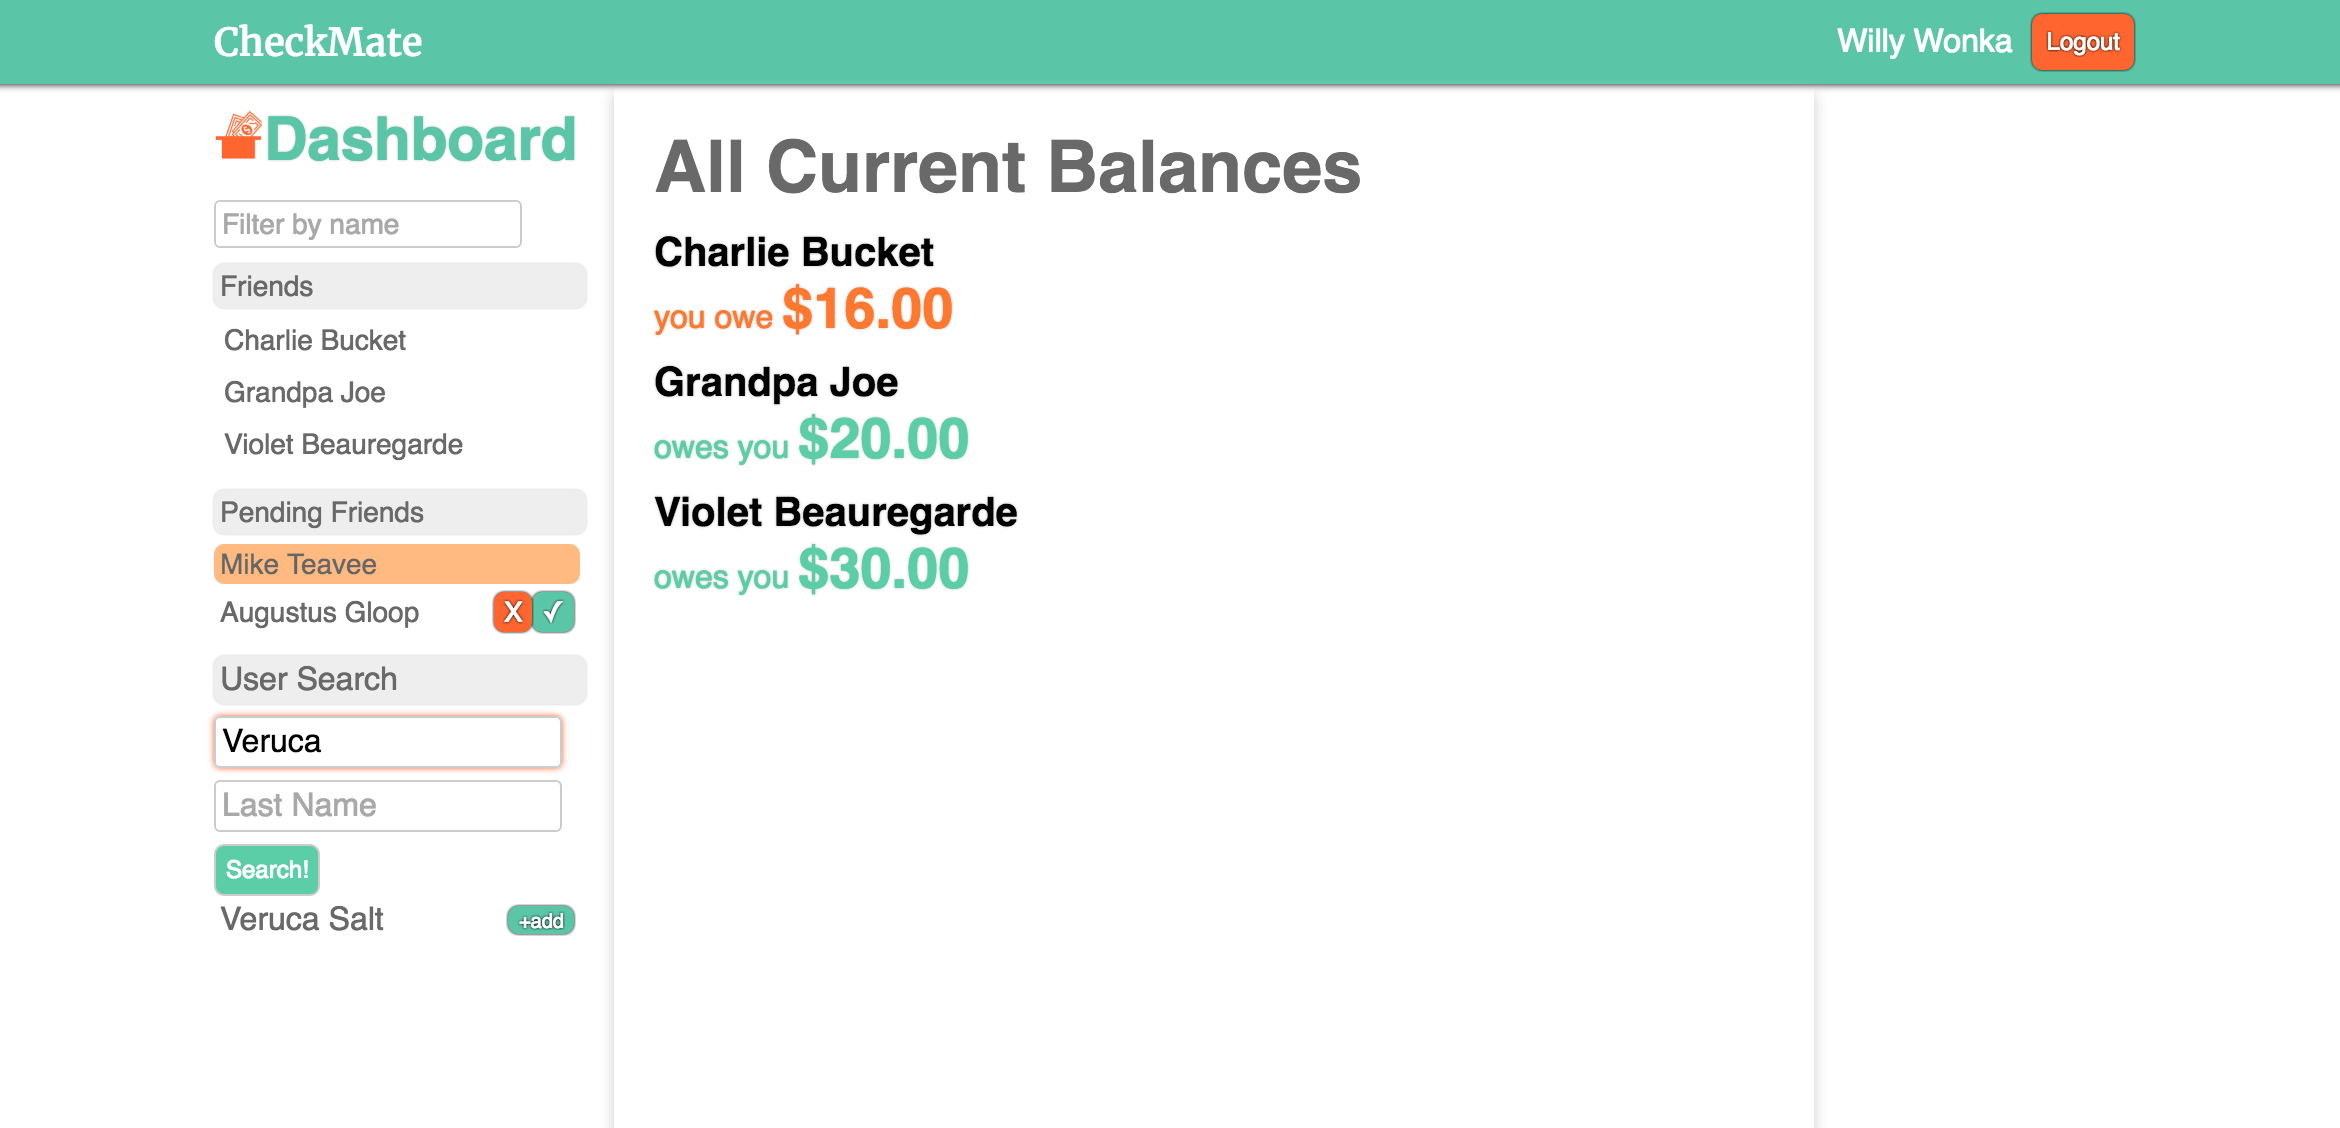 CheckMate
Willy Wonka Logout
Dashboard
Filter by name
Friends
Charlie Bucket
Grandpa Joe
Violet Beauregarde
Pending Friends
Mike Teavee
Augustus Gloop X ✓
User Search
Veruca
Last Name
Search!
Veruca Salt +add
All Current Balances
Charlie Bucket
you owe $16.00
Grandpa Joe
owes you $20.00
Violet Beauregarde
owes you $30.00